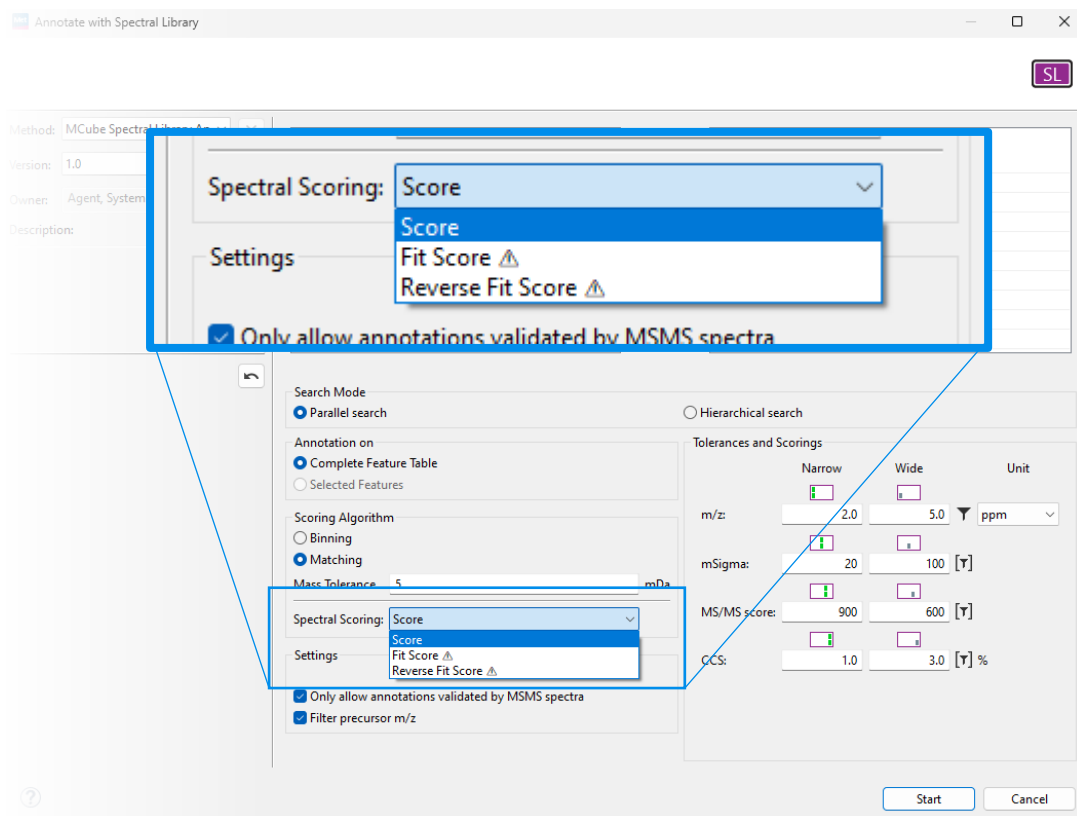 Annotate with Spectral Library
SL
Method: MCube Spectral Library An
Version: 1.0
Owner: Agent, System
Description:
Spectral Scoring: Score
Score
Fit Score
Reverse Fit Score
Settings
Only allow annotations validated by MSMS spectra
Search Mode
Parallel search
Hierarchical search
Annotation on
Complete Feature Table
Selected Features
Scoring Algorithm
Binning
Matching
Mass Tolerance 5 mDa
Spectral Scoring: Score
Score
Fit Score
Reverse Fit Score
Settings
Only allow annotations validated by MSMS spectra
Filter precursor m/z
Tolerances and Scorings
Narrow Wide Unit
m/z: 2.0 5.0 ppm
mSigma: 20 100
MS/MS score: 900 600
CCS: 1.0 3.0 %
?
Start Cancel